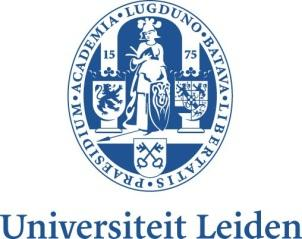 ACADEMIA · LUGDUNO · BATAVA · LIBERTATIS · PRAESIDIUM ·
15 75
Universiteit Leiden